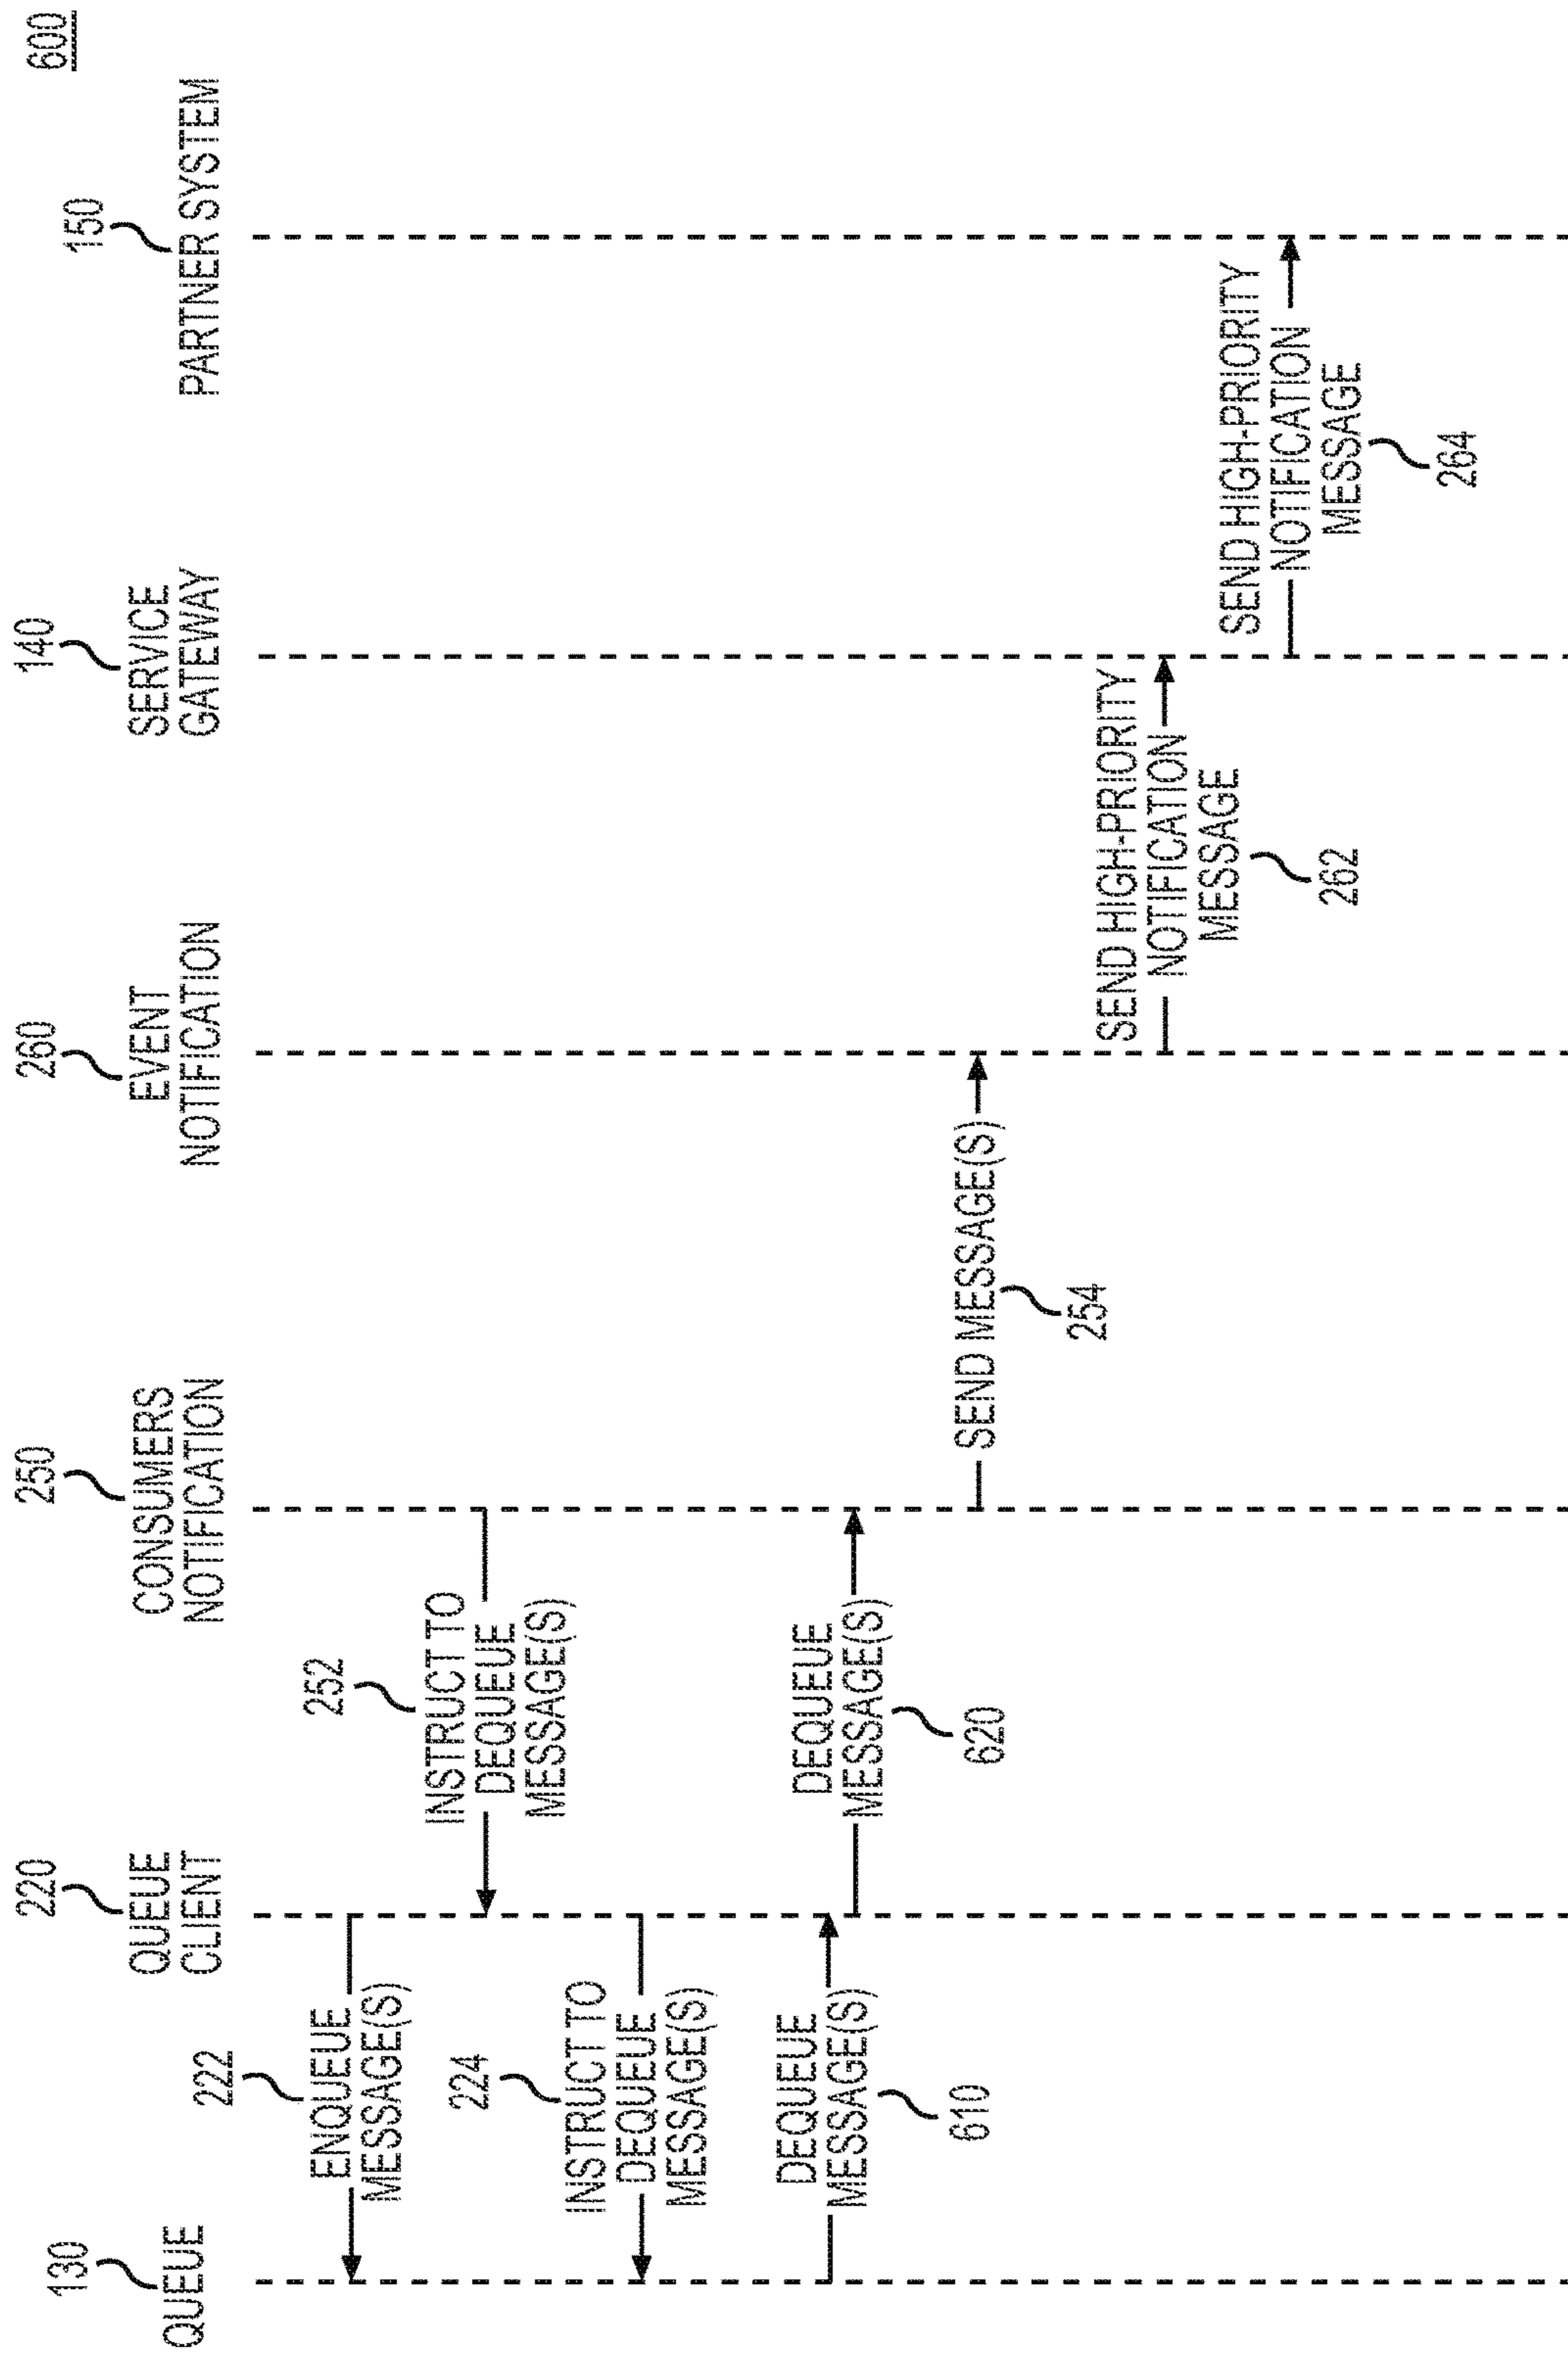 600
130
QUEUE
220
QUEUE
CLIENT
250
CONSUMERS
NOTIFICATION
260
EVENT
NOTIFICATION
140
SERVICE
GATEWAY
150
PARTNER SYSTEM
222
ENQUEUE
MESSAGE(S)
252
INSTRUCT TO
DEQUEUE
MESSAGE(S)
224
INSTRUCT TO
DEQUEUE
MESSAGE(S)
DEQUEUE
MESSAGE(S)
610
DEQUEUE
MESSAGE(S)
620
SEND MESSAGE(S)
254
SEND HIGH-PRIORITY
NOTIFICATION
MESSAGE
262
SEND HIGH-PRIORITY
NOTIFICATION
MESSAGE
264